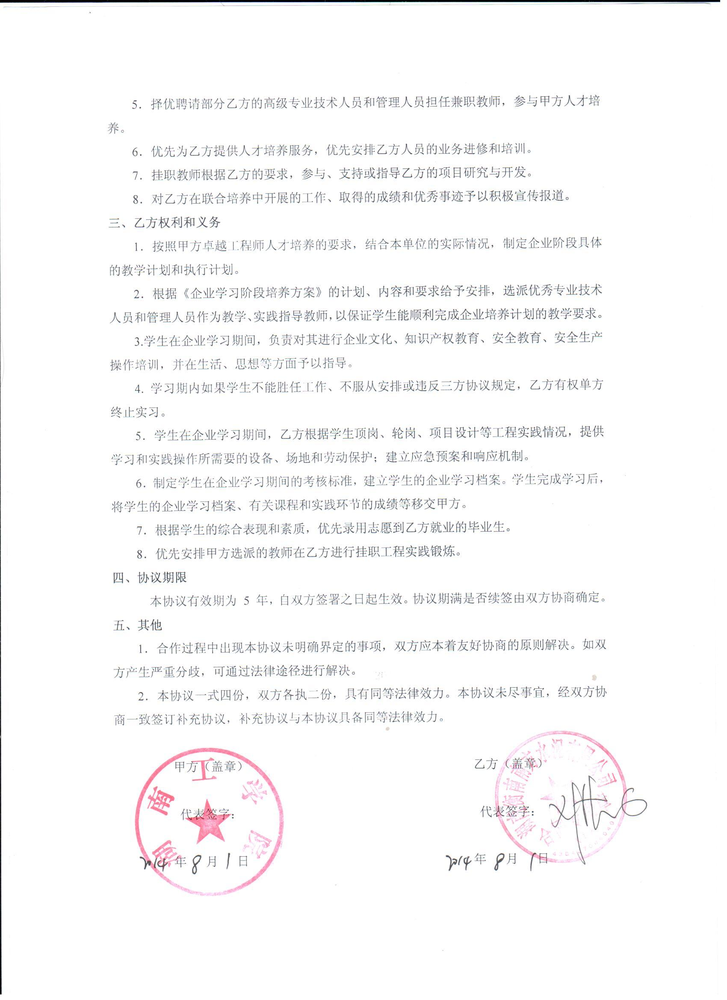 5．择优聘请部分乙方的高级专业技术人员和管理人员担任兼职教师，参与甲方人才培
养。
6．优先为乙方提供人才培养服务，优先安排乙方人员的业务进修和培训。
7．挂职教师根据乙方的要求，参与、支持或指导乙方的项目研究与开发。
8．对乙方在联合培养中开展的工作、取得的成绩和优秀事迹予以积极宣传报道。
三、乙方权利和义务
1．按照甲方卓越工程师人才培养的要求，结合本单位的实际情况，制定企业阶段具体
的教学计划和执行计划。
2．根据《企业学习阶段培养方案》的计划、内容和要求给予安排，选派优秀专业技术
人员和管理人员作为教学、实践指导教师，以保证学生能顺利完成企业培养计划的教学要求。
3.学生在企业学习期间，负责对其进行企业文化、知识产权教育、安全教育、安全生产
操作培训，并在生活、思想等方面予以指导。
4. 学习期内如果学生不能胜任工作、不服从安排或违反三方协议规定，乙方有权单方
终止实习。
5．学生在企业学习期间，乙方根据学生顶岗、轮岗、项目设计等工程实践情况，提供
学习和实践操作所需要的设备、场地和劳动保护；建立应急预案和响应机制。
6．制定学生在企业学习期间的考核标准，建立学生的企业学习档案。学生完成学习后，
将学生的企业学习档案、有关课程和实践环节的成绩等移交甲方。
7．根据学生的综合表现和素质，优先录用志愿到乙方就业的毕业生。
8．优先安排甲方选派的教师在乙方进行挂职工程实践锻炼。
四、协议期限
本协议有效期为 5 年，自双方签署之日起生效。协议期满是否续签由双方协商确定。
五、其他
1．合作过程中出现本协议未明确界定的事项，双方应本着友好协商的原则解决。如双
方产生严重分歧，可通过法律途径进行解决。
2．本协议一式四份，双方各执二份，具有同等法律效力。本协议未尽事宜，经双方协
商一致签订补充协议，补充协议与本协议具备同等法律效力。
甲方（盖章）
乙方（盖章）
湖南工学院
南方水泥有限公司
代表签字：
代表签字：
2014 年 8 月 1 日
2014 年 8 月 1 日